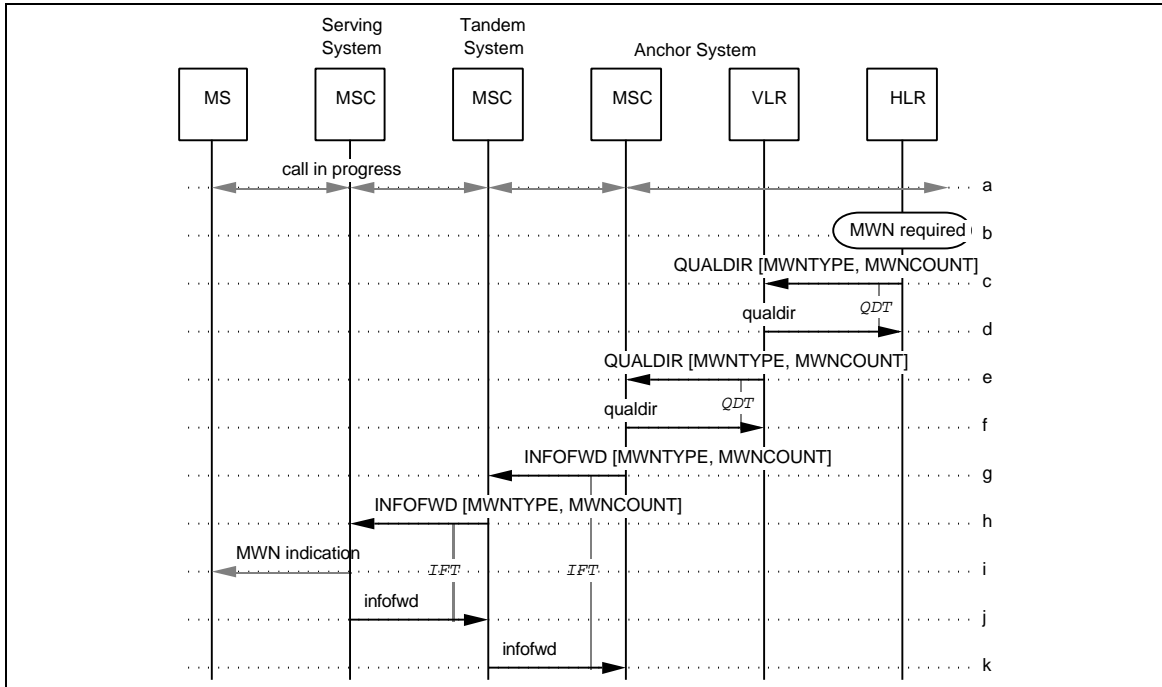 Serving
System
Tandem
System
Anchor System
MS
MSC
MSC
MSC
VLR
HLR
call in progress
a
MWN required
b
QUALDIR [MWNTYPE, MWNCOUNT]
c
QDT
qualdir
d
QUALDIR [MWNTYPE, MWNCOUNT]
e
QDT
qualdir
f
INFOFWD [MWNTYPE, MWNCOUNT]
g
INFOFWD [MWNTYPE, MWNCOUNT]
h
MWN indication
IFT
IFT
i
infofwd
j
infofwd
k